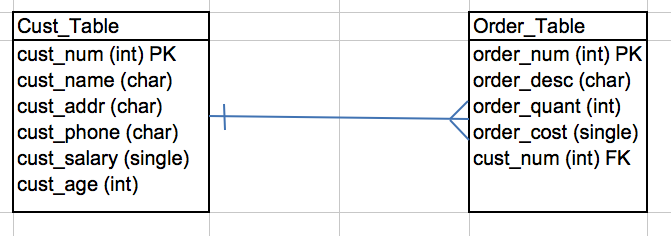 Cust_Table
cust_num (int) PK
cust_name (char)
cust_addr (char)
cust_phone (char)
cust_salary (single)
cust_age (int)
Order_Table
order_num (int) PK
order_desc (char)
order_quant (int)
order_cost (single)
cust_num (int) FK